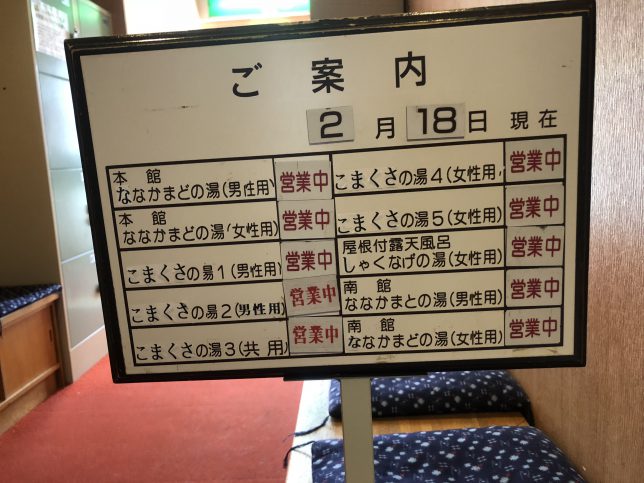 ご案内
2月18日 現在
本館
ななかまどの湯(男性用)
営業中
本館
ななかまどの湯(女性用)
営業中
こまくさの湯1(男性用)
営業中
こまくさの湯2(男性用)
営業中
こまくさの湯3(共用)
営業中
こまくさの湯4(女性用)
営業中
こまくさの湯5(女性用)
営業中
屋根付露天風呂
しゃくなげの湯(女性用)
営業中
南館
ななかまどの湯(男性用)
営業中
南館
ななかまどの湯(女性用)
営業中